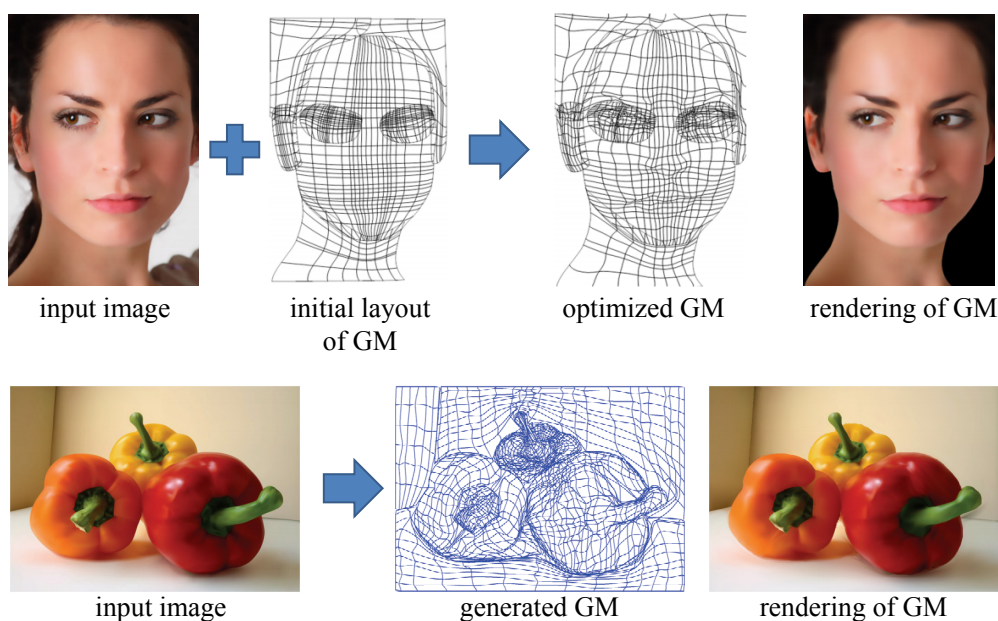 input image
initial layout
of GM
optimized GM
rendering of GM
input image
generated GM
rendering of GM